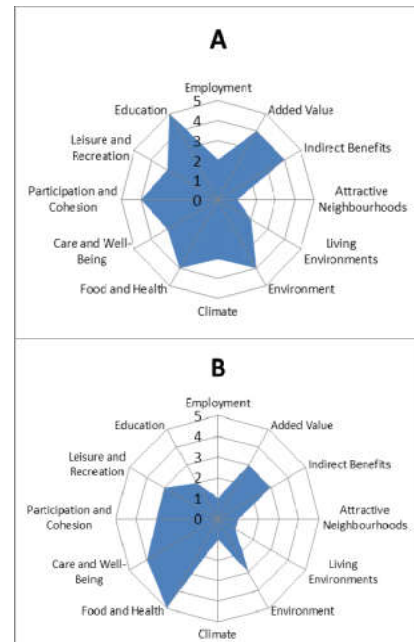 A
Employment
5
4
3
2
1
0
Added Value
Indirect Benefits
Attractive
Neighbourhoods
Living
Environments
Environment
Climate
Food and Health
Care and Well-
Being
Participation and
Cohesion
Leisure and
Recreation
Education
B
Employment
5
4
3
2
1
0
Added Value
Indirect Benefits
Attractive
Neighbourhoods
Living
Environments
Environment
Climate
Food and Health
Care and Well-
Being
Participation and
Cohesion
Leisure and
Recreation
Education